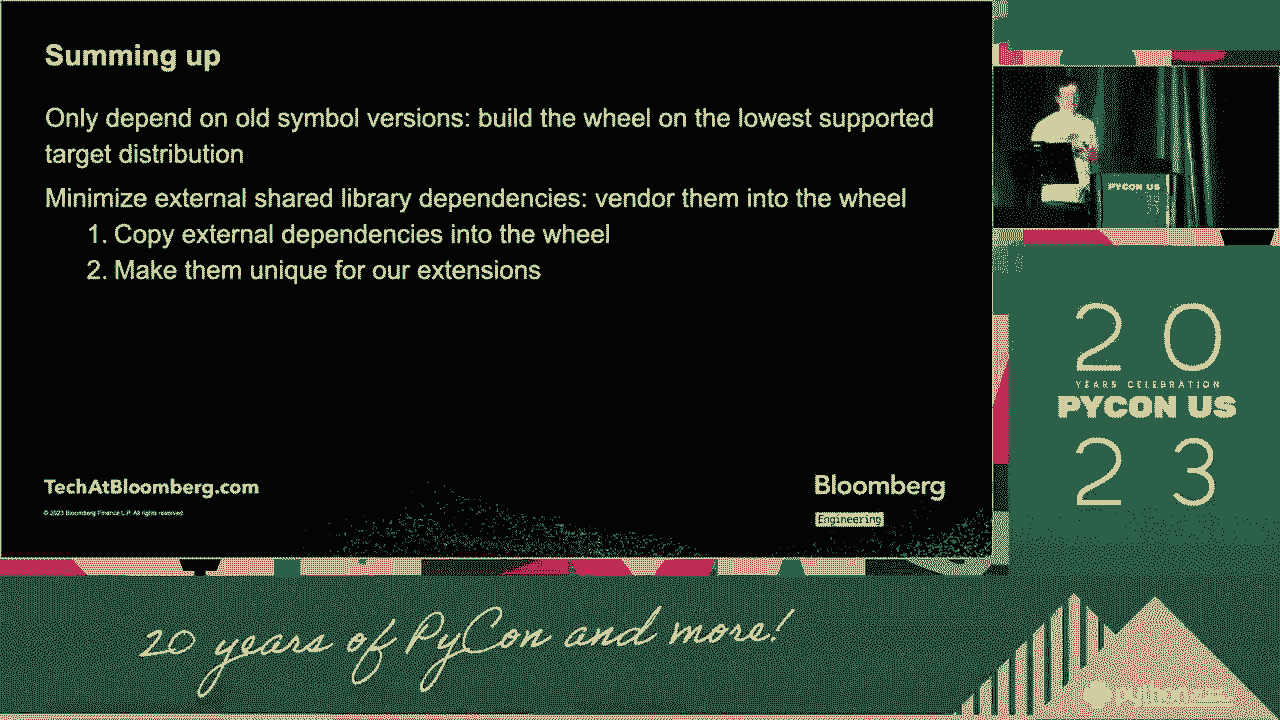 Summing up
Only depend on old symbol versions: build the wheel on the lowest supported
target distribution
Minimize external shared library dependencies: vendor them into the wheel
1. Copy external dependencies into the wheel
2. Make them unique for our extensions
TechAtBloomberg.com
© 2023 Bloomberg Finance L.P. All rights reserved.
Bloomberg
Engineering
PYCON US
20
YEARS CELEBRATION
PYCON US
23
20 years of PyCon and more!